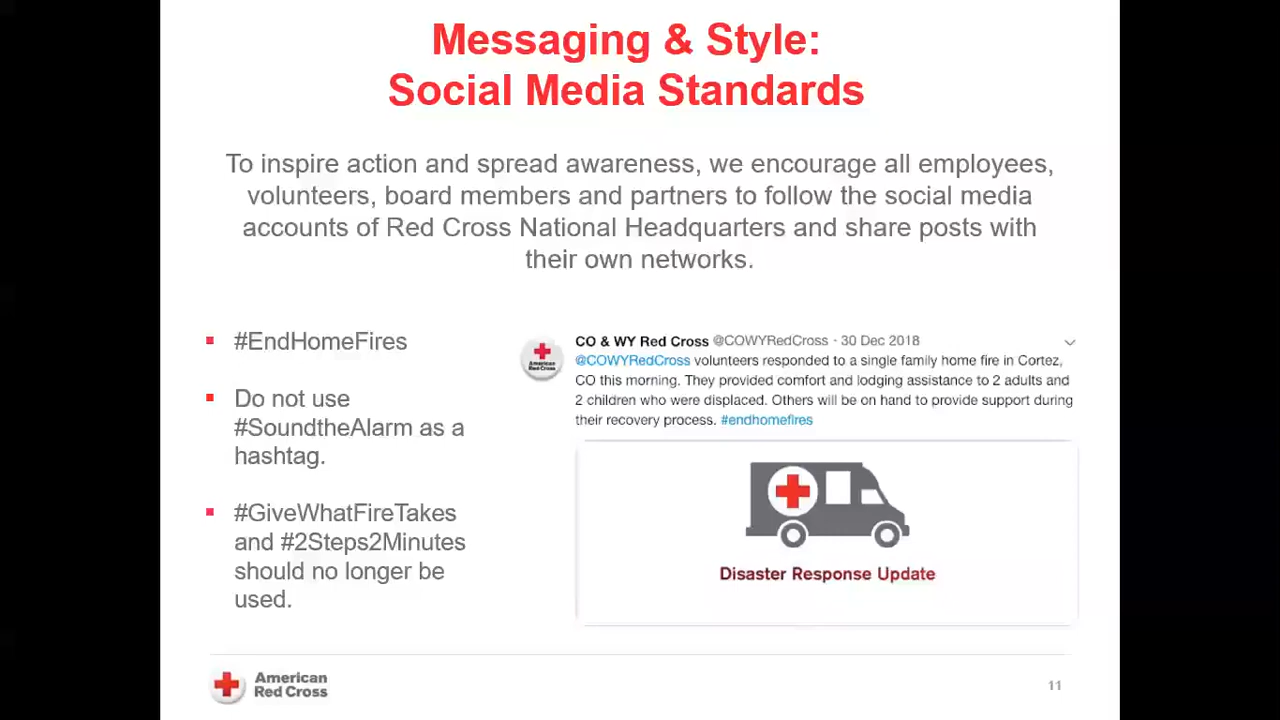 Messaging & Style:
Social Media Standards
To inspire action and spread awareness, we encourage all employees,
volunteers, board members and partners to follow the social media
accounts of Red Cross National Headquarters and share posts with
their own networks.
#EndHomeFires
Do not use
#SoundtheAlarm as a
hashtag.
#GiveWhatFireTakes
and #2Steps2Minutes
should no longer be
used.
American
Red Cross
CO & WY Red Cross @COWYRedCross · 30 Dec 2018
@COWYRedCross volunteers responded to a single family home fire in Cortez,
CO this morning. They provided comfort and lodging assistance to 2 adults and
2 children who were displaced. Others will be on hand to provide support during
their recovery process. #endhomefires
Disaster Response Update
American
Red Cross
11